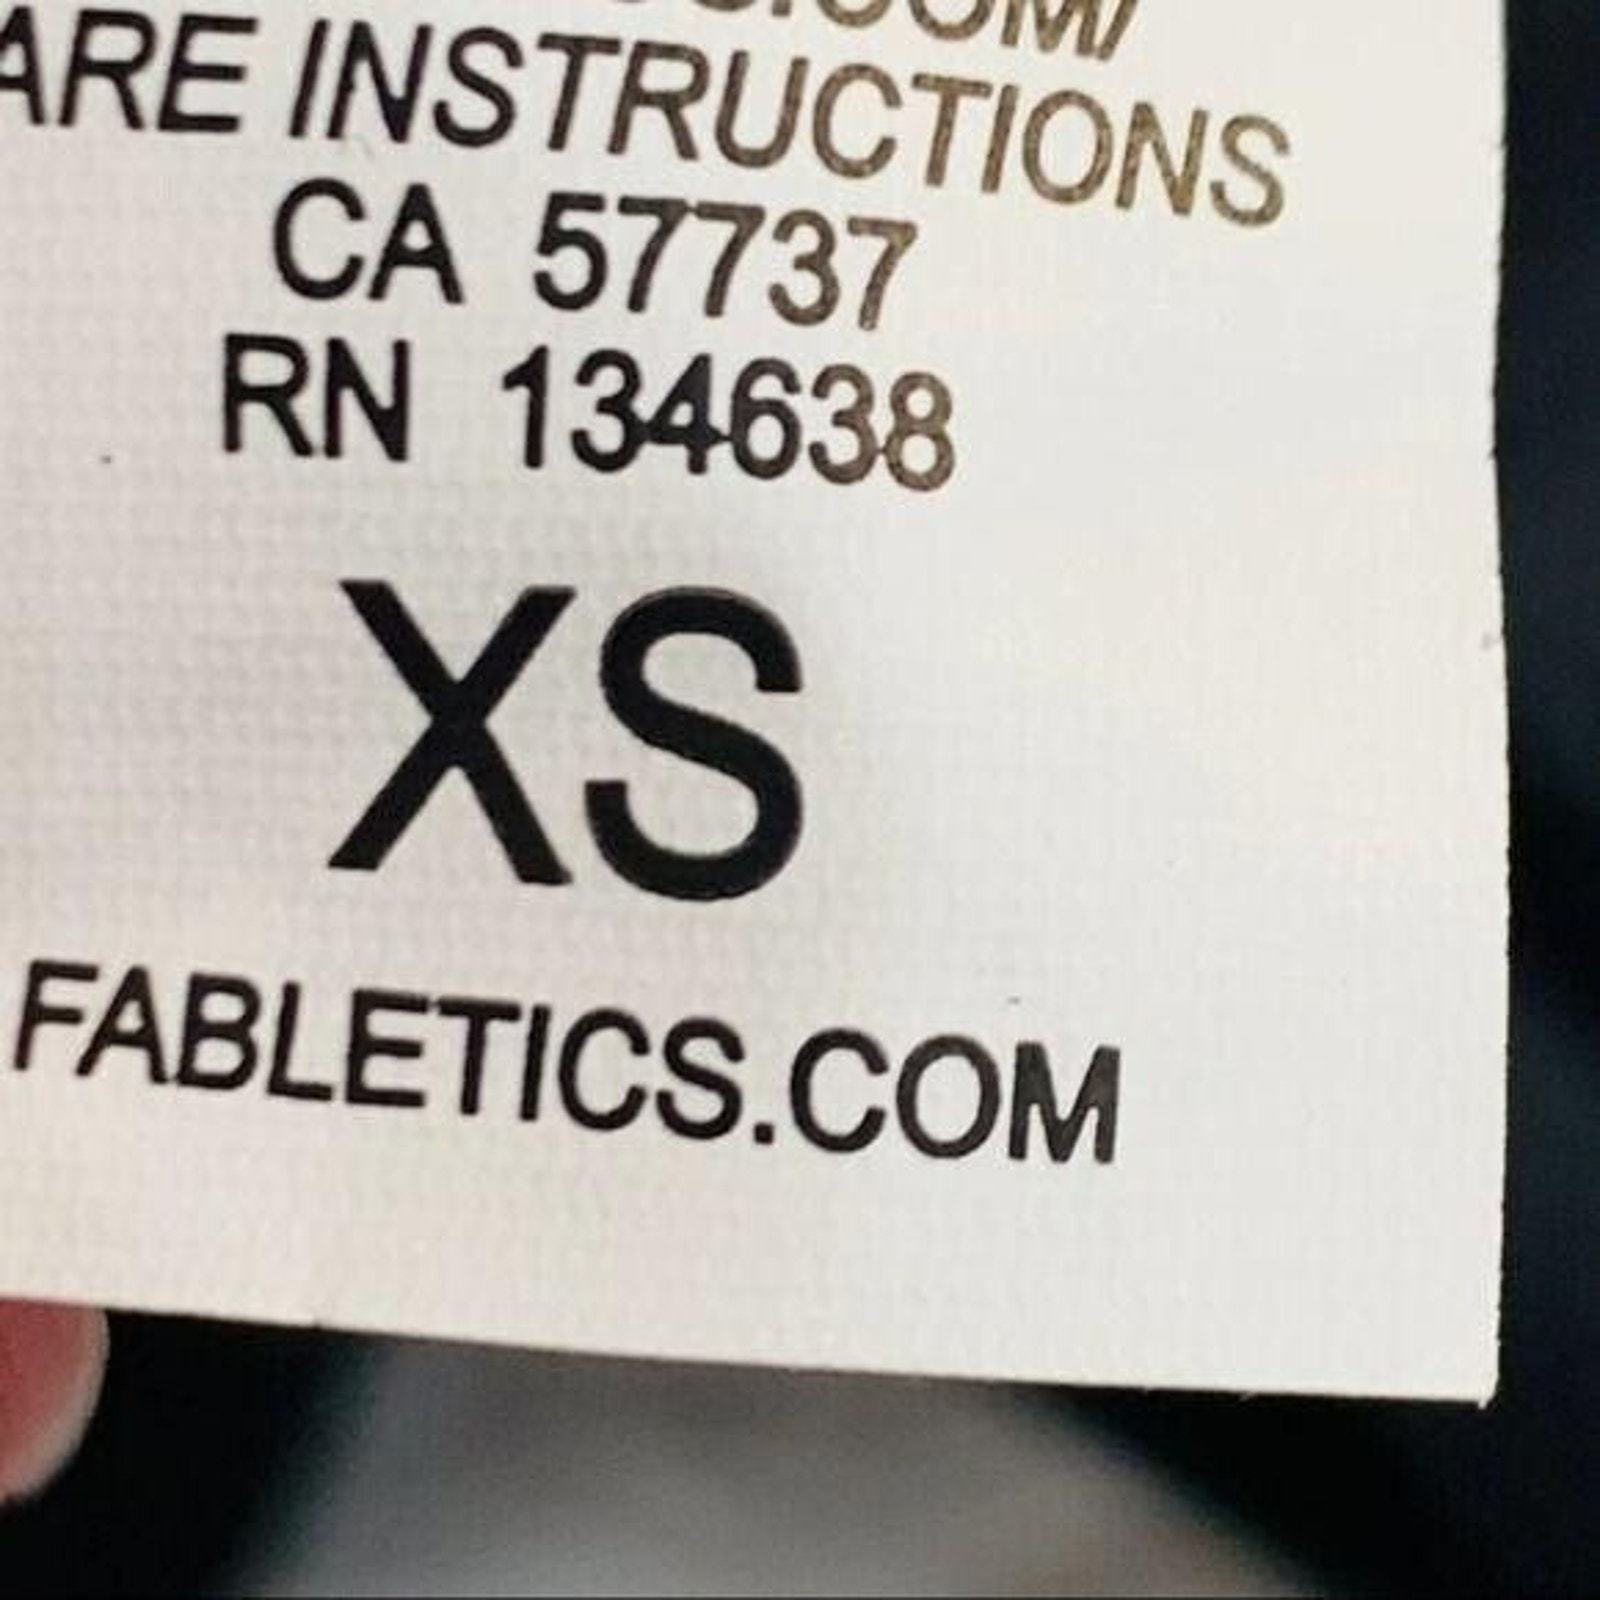 ARE INSTRUCTIONS
CA 57737
RN 134638
XS
FABLETICS.COM